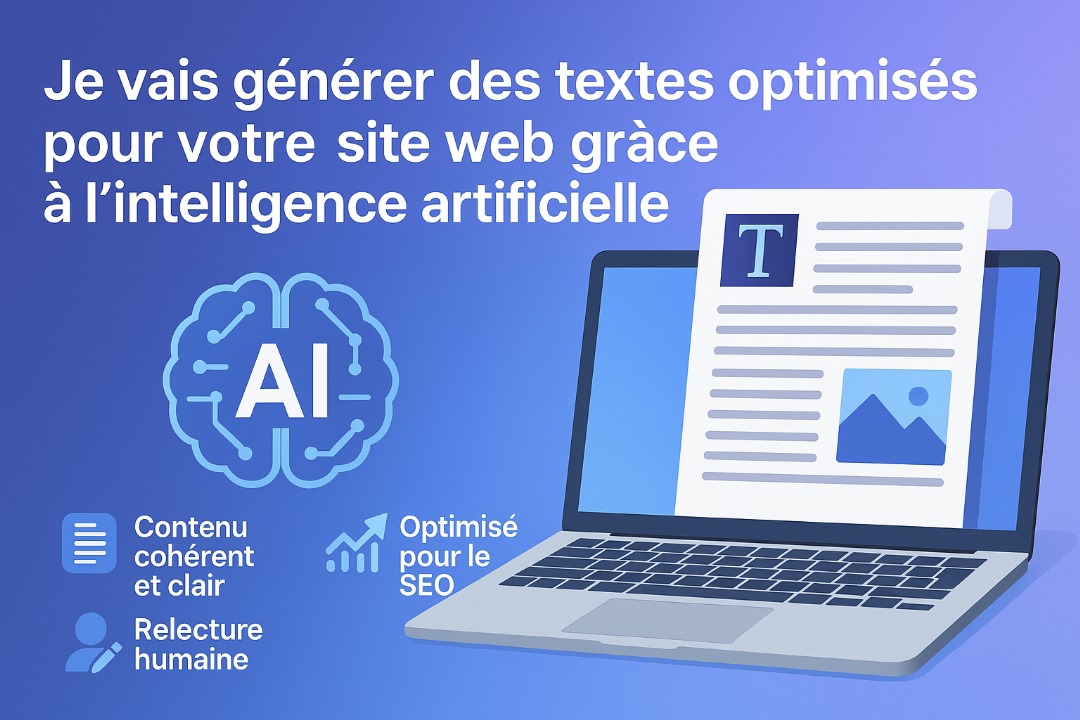 Je vais générer des textes optimisés
pour votre site web gràce
à l’intelligence artificielle
T
AI
Contenu
cohérent
et clair
Optimisé
pour le
SEO
Relecture
humaine